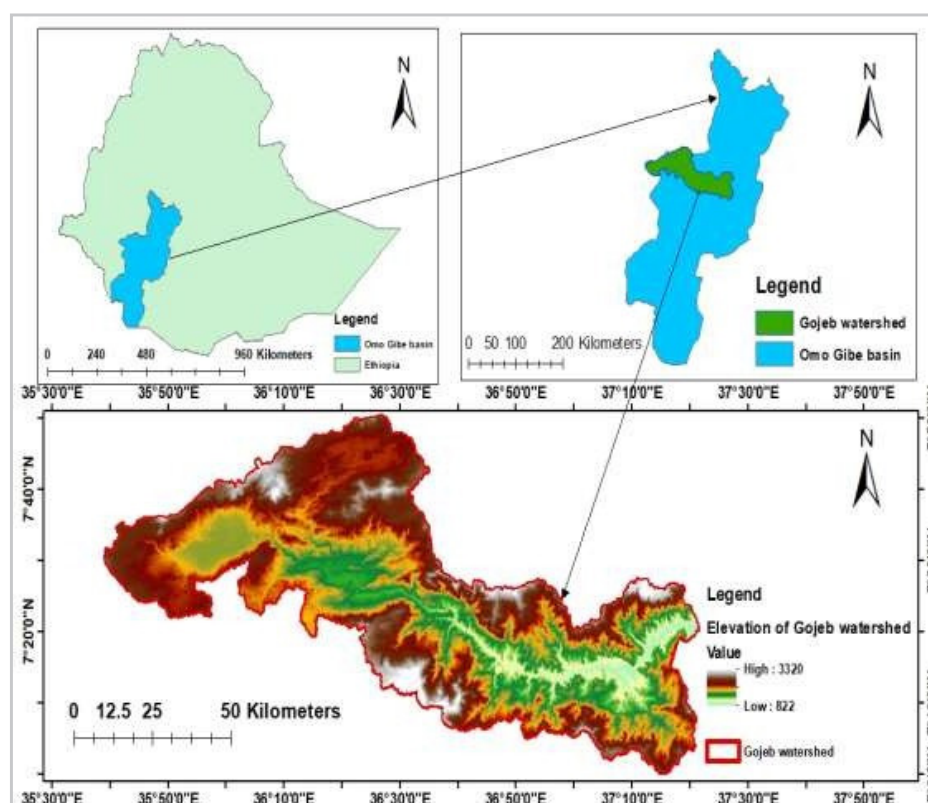 N
Legend
Omo Gibe basin
Ethiopia
0 240 480 960 Kilometers
N
Legend
Gojeb watershed
Omo Gibe basin
0 50 100 200 Kilometers
35°30'0"E 35°50'0"E 36°10'0"E 36°30'0"E 36°50'0"E 37°10'0"E 37°30'0"E 37°50'0"E
7°40'0"N
7°20'0"N
N
Legend
Elevation of Gojeb watershed
Value
High : 3320
Low : 822
Gojeb watershed
0 12.5 25 50 Kilometers
35°30'0"E 35°50'0"E 36°10'0"E 36°30'0"E 36°50'0"E 37°10'0"E 37°30'0"E 37°50'0"E